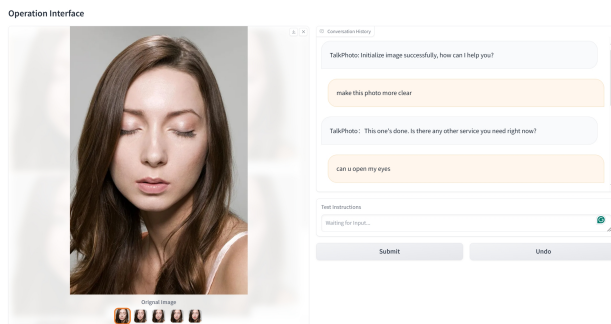 Operation Interface
Conversation History
TalkPhoto: Initialize image successfully, how can I help you?
make this photo more clear
TalkPhoto: This one's done. Is there any other service you need right now?
can u open my eyes
Text instructions
Waiting for Input...
Submit
Undo
Orignal Image